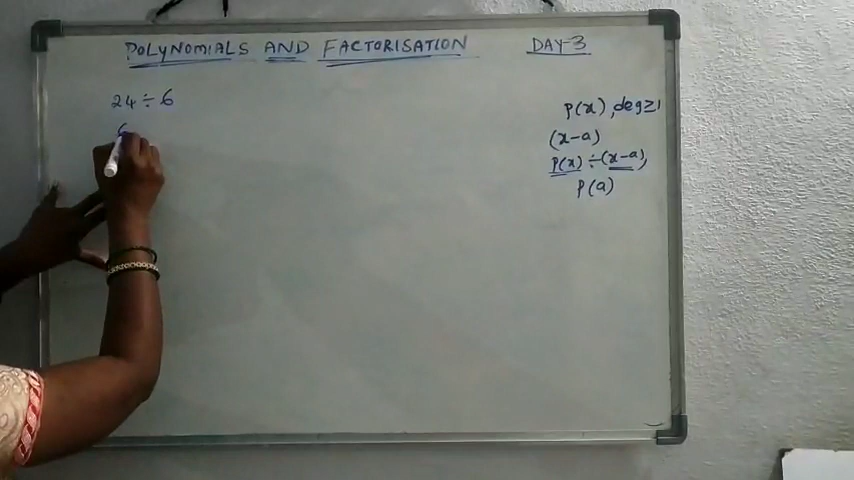 POLYNOMIALS AND FACTORISATION DAY-3
24 ÷ 6
6
p(x), deg≥1
(x-a)
p(x) ÷ (x-a),
p(a)